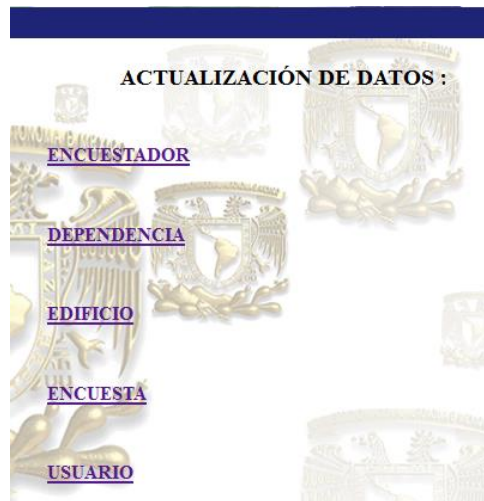 ACTUALIZACIÓN DE DATOS :
ENCUESTADOR
DEPENDENCIA
EDIFICIO
ENCUESTA
USUARIO